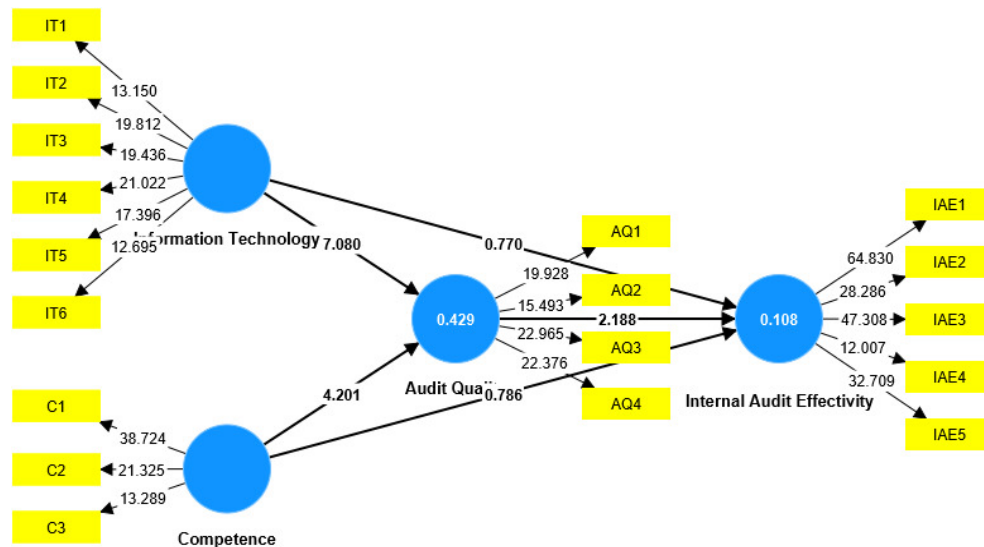 IT1
IT2
IT3
IT4
IT5
IT6
13.150
19.812
19.436
21.022
17.396
12.695
Information Technology
7.080
0.770
C1
C2
C3
38.724
21.325
13.289
Competence
4.201
0.786
0.429
Audit
2.188
AQ1
AQ2
AQ3
AQ4
19.928
15.493
22.965
22.376
0.108
Internal Audit Effectivity
IAE1
IAE2
IAE3
IAE4
IAE5
64.830
28.286
47.308
12.007
32.709